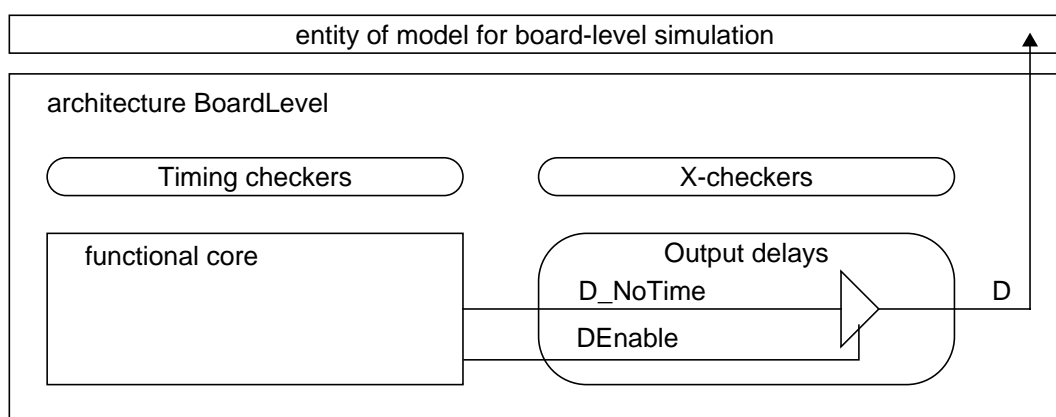 entity of model for board-level simulation
architecture BoardLevel
Timing checkers
X-checkers
functional core
Output delays
D_NoTime
D
DEnable